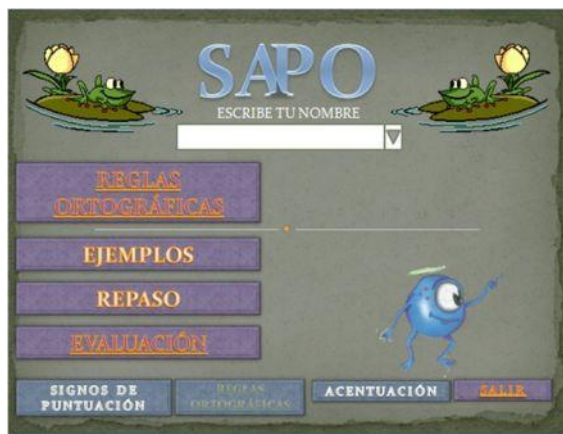 SAPO
ESCRIBE TU NOMBRE
REGLAS
ORTOGRÁFICAS
EJEMPLOS
REPASO
EVALUACIÓN
SIGNOS DE
PUNTUACIÓN
REGLAS
ORTOGRÁFICAS
ACENTUACIÓN
SALIR